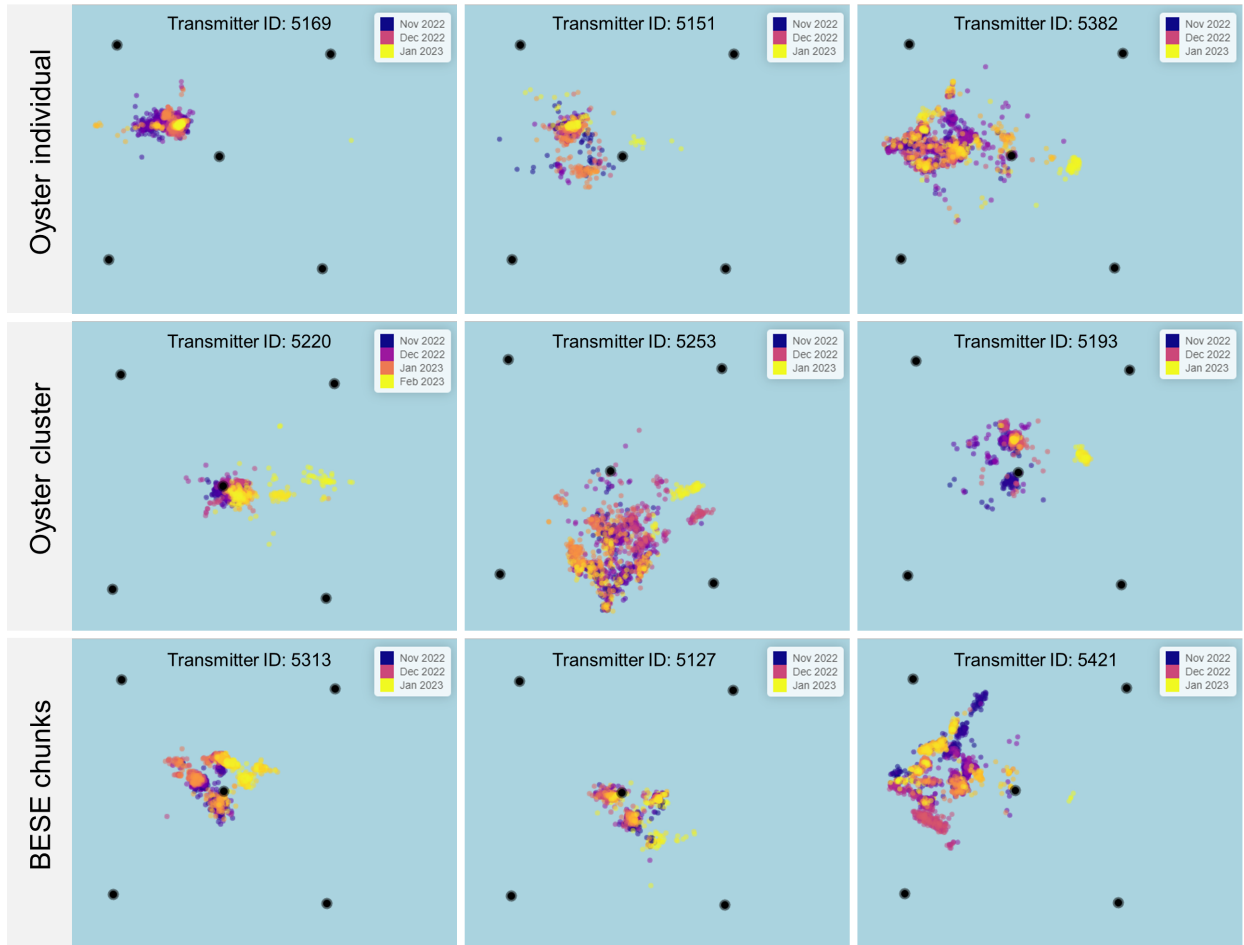 Oyster individual
Transmitter ID: 5169
Nov 2022
Dec 2022
Jan 2023
Transmitter ID: 5151
Nov 2022
Dec 2022
Jan 2023
Transmitter ID: 5382
Nov 2022
Dec 2022
Jan 2023
Oyster cluster
Transmitter ID: 5220
Nov 2022
Dec 2022
Jan 2023
Feb 2023
Transmitter ID: 5253
Nov 2022
Dec 2022
Jan 2023
Transmitter ID: 5193
Nov 2022
Dec 2022
Jan 2023
BESE chunks
Transmitter ID: 5313
Nov 2022
Dec 2022
Jan 2023
Transmitter ID: 5127
Nov 2022
Dec 2022
Jan 2023
Transmitter ID: 5421
Nov 2022
Dec 2022
Jan 2023